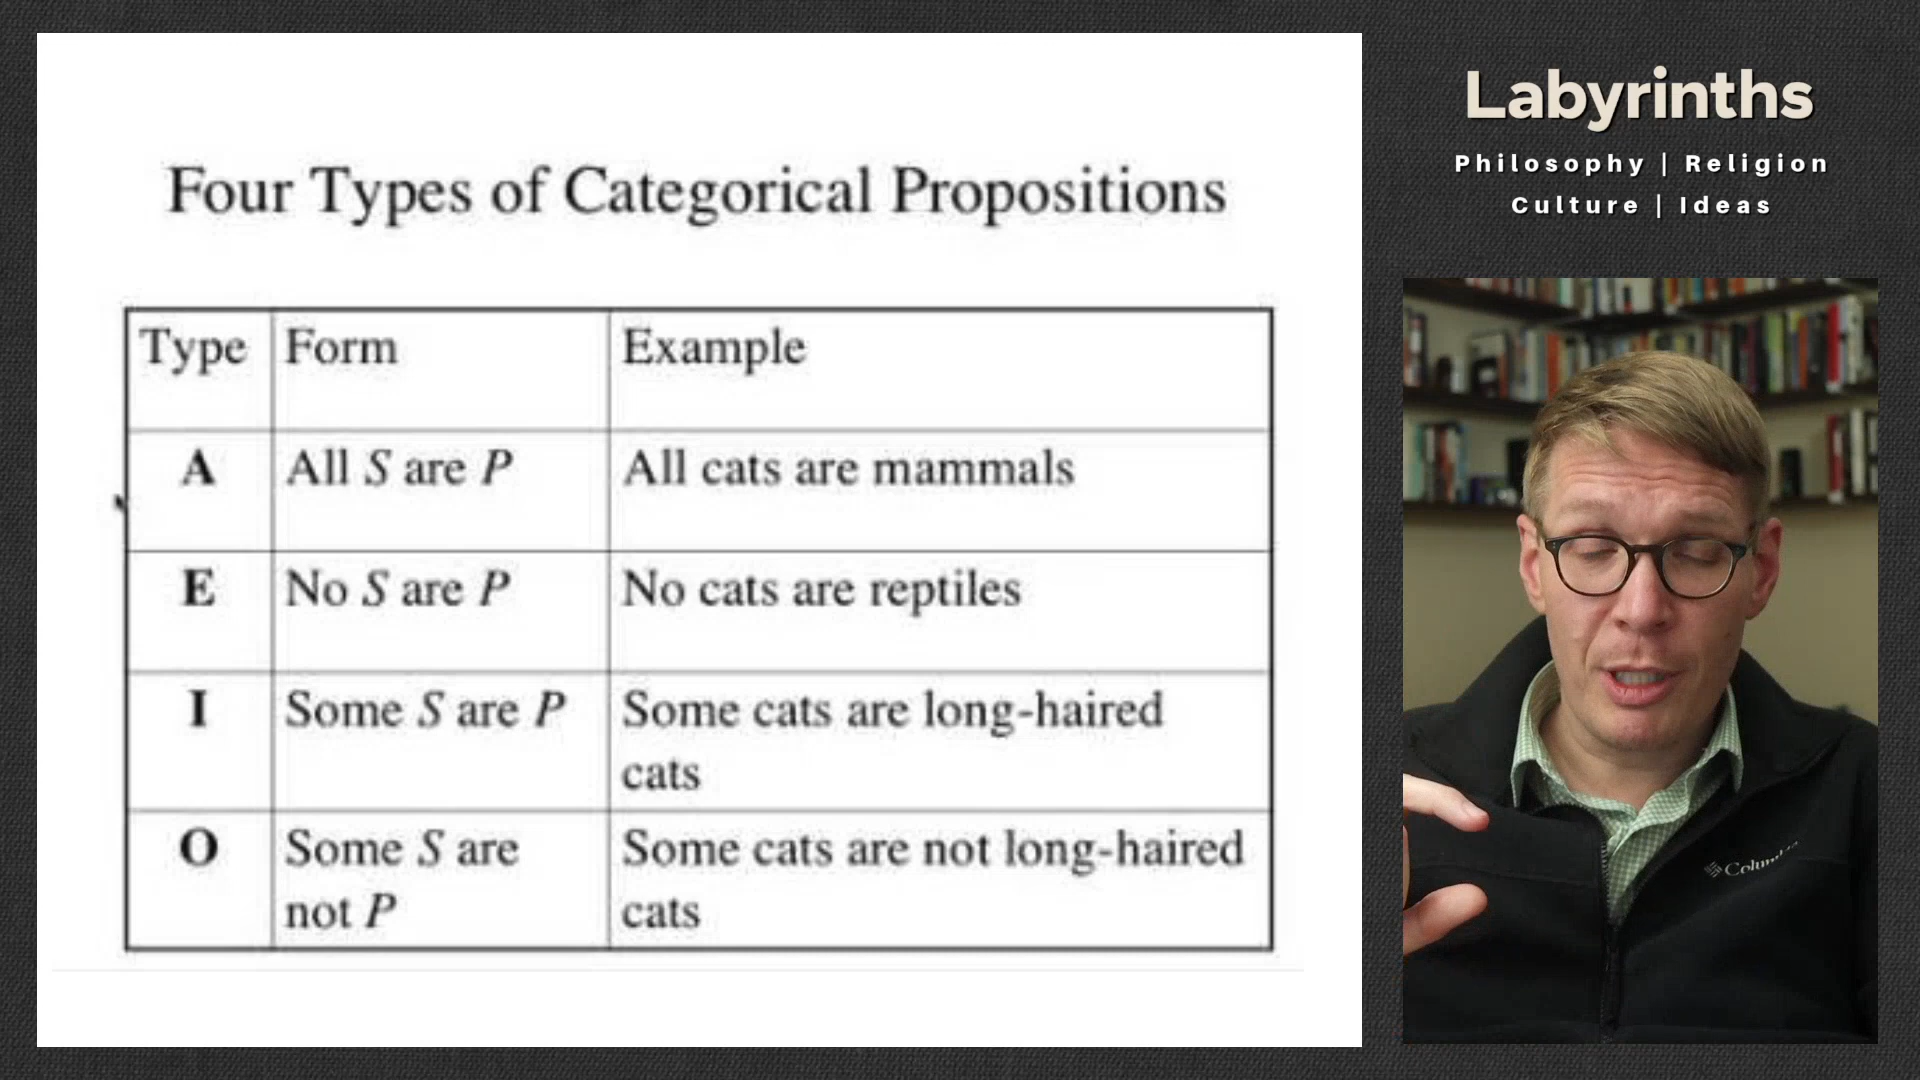 Four Types of Categorical Propositions
Type Form Example
A All S are P All cats are mammals
E No S are P No cats are reptiles
I Some S are P Some cats are long-haired
cats
O Some S are Some cats are not long-haired
not P cats
Labyrinths
Philosophy | Religion
Culture | Ideas